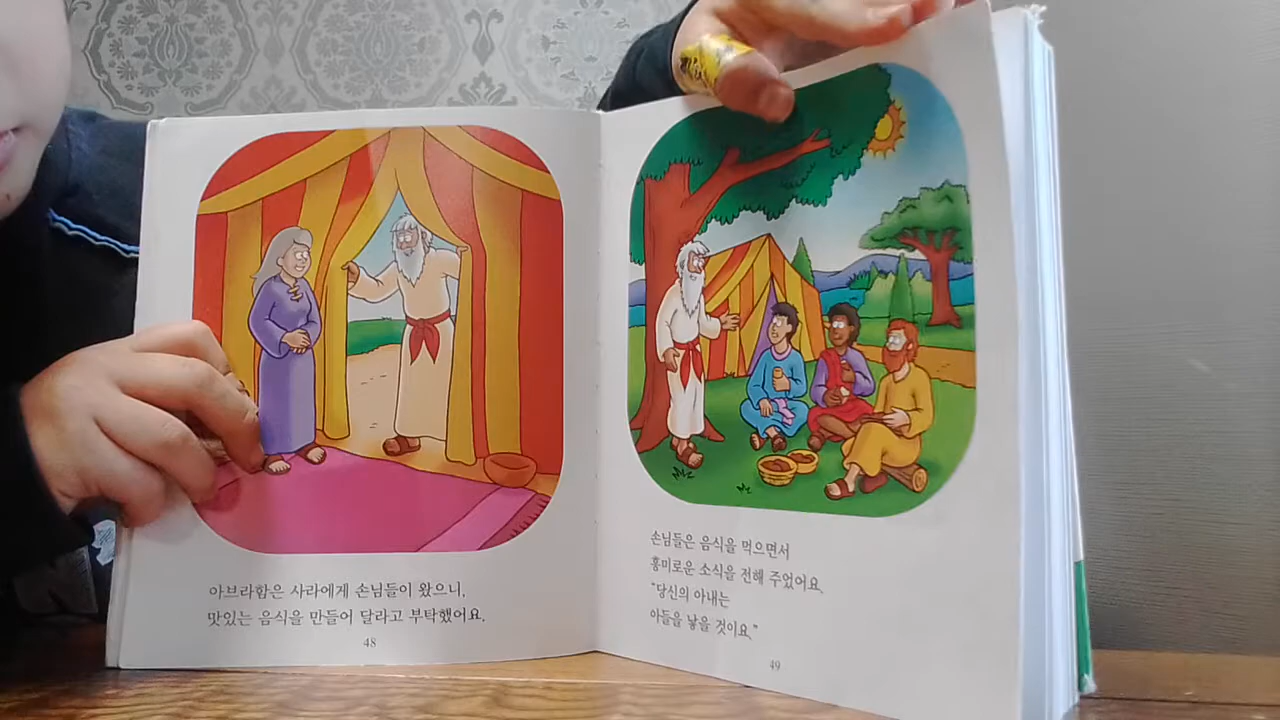 아브라함은 사라에게 손님들이 왔으니,
맛있는 음식을 만들어 달라고 부탁했어요.
48
손님들은 음식을 먹으면서
흥미로운 소식을 전해 주었어요.
“당신의 아내는
아들을 낳을 것이요.”
49